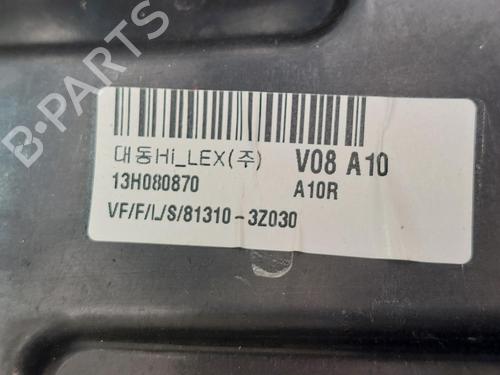 대동Hi_LEX(주) V08 A10
13H080870 A10R
VF/F/L/S/81310-3Z030
B-PARTS